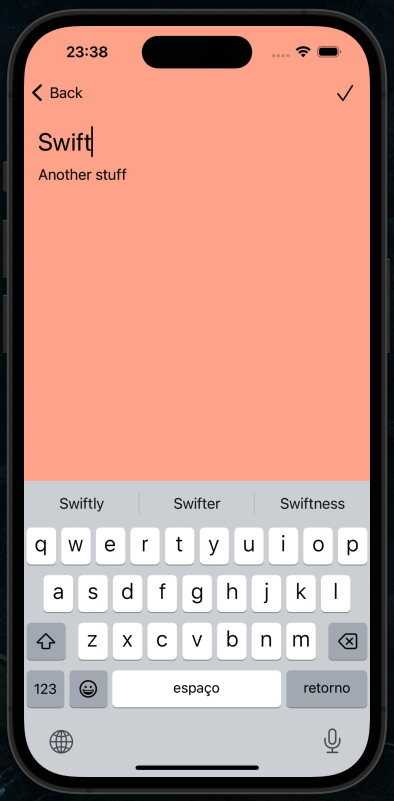 23:38
Back
Swift
Another stuff
Swiftly Swifter Swiftness
q w e r t y u i o p
a s d f g h j k l
z x c v b n m
123 espaço retorno